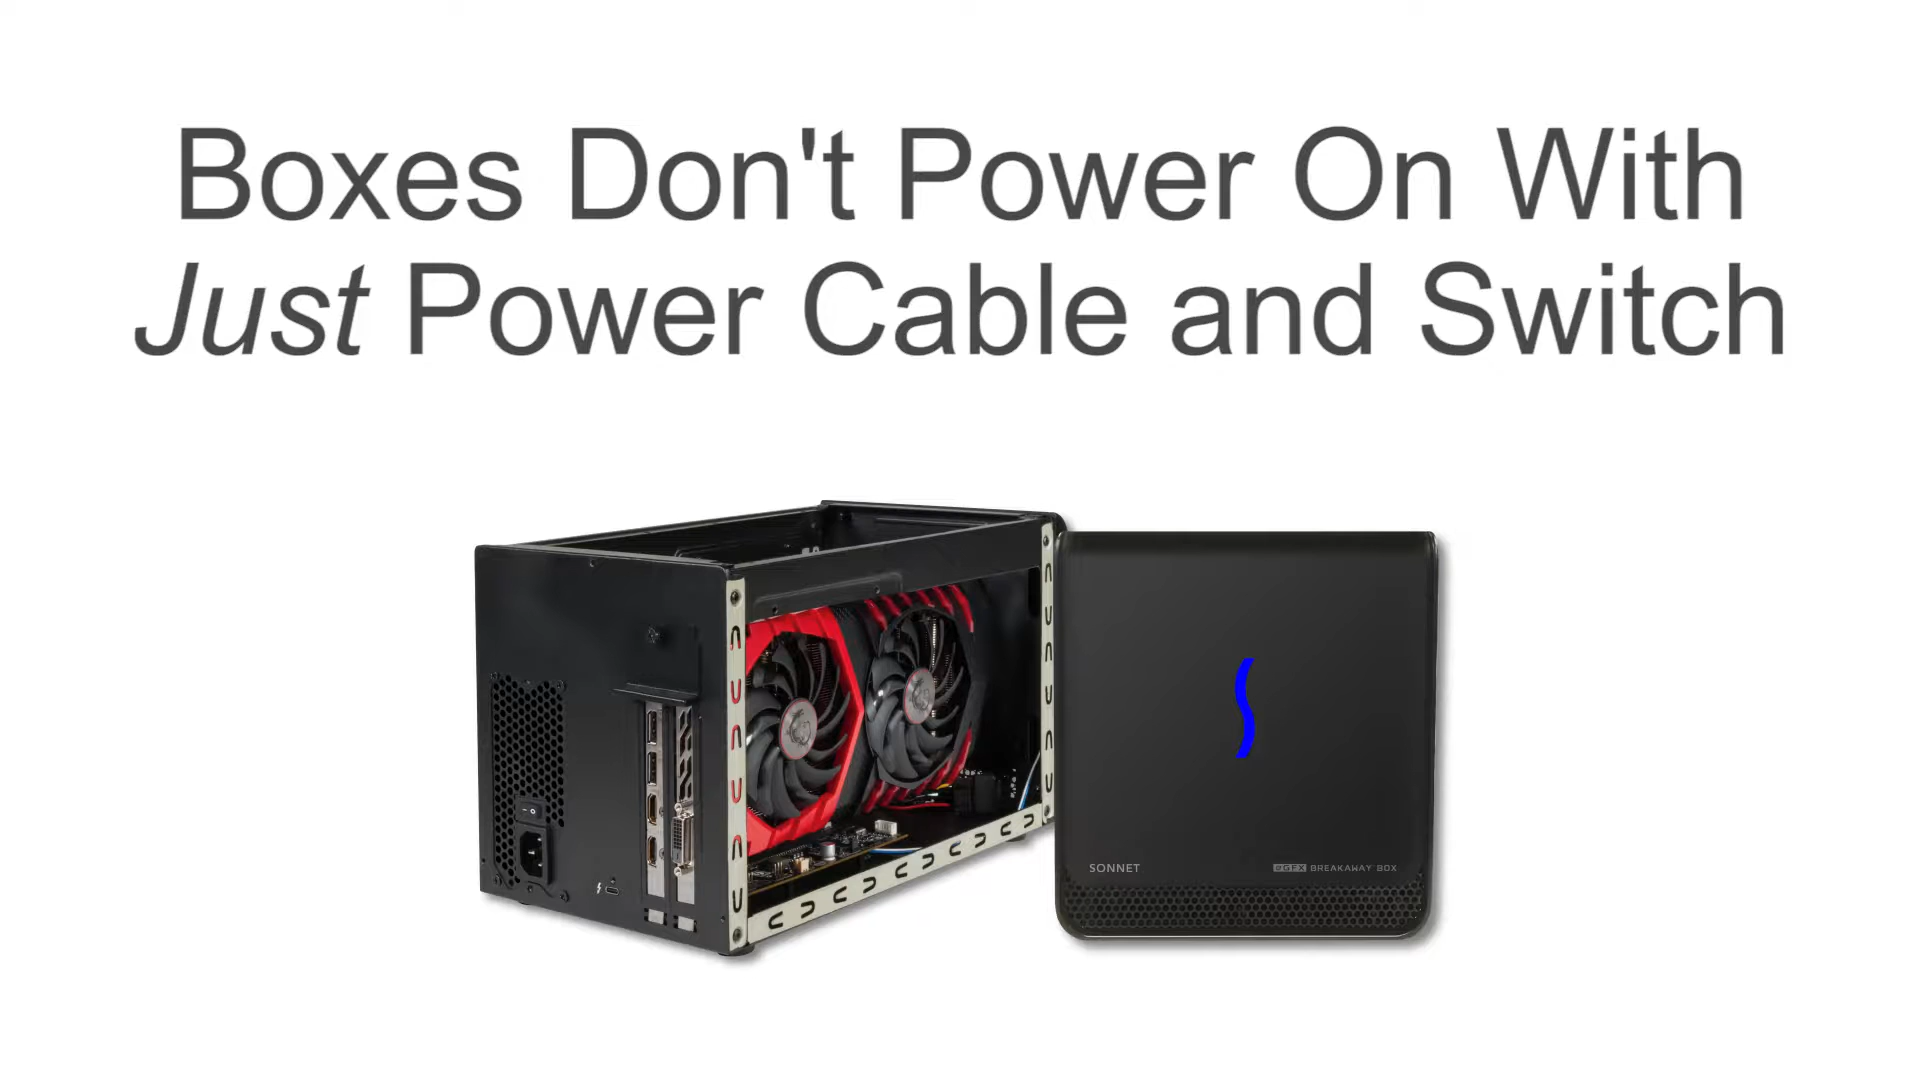 Boxes Don't Power On With
Just Power Cable and Switch
SONNET
eGFX BREAKAWAY BOX